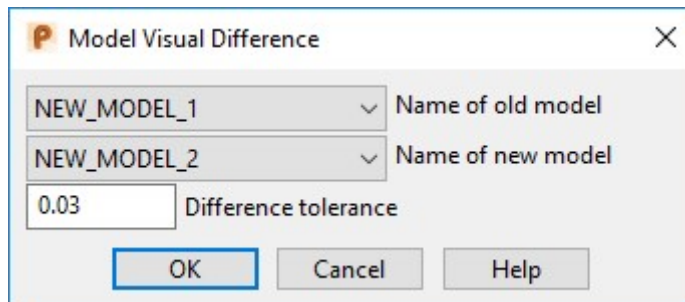 P Model Visual Difference
NEW_MODEL_1 Name of old model
NEW_MODEL_2 Name of new model
0.03 Difference tolerance
OK Cancel Help